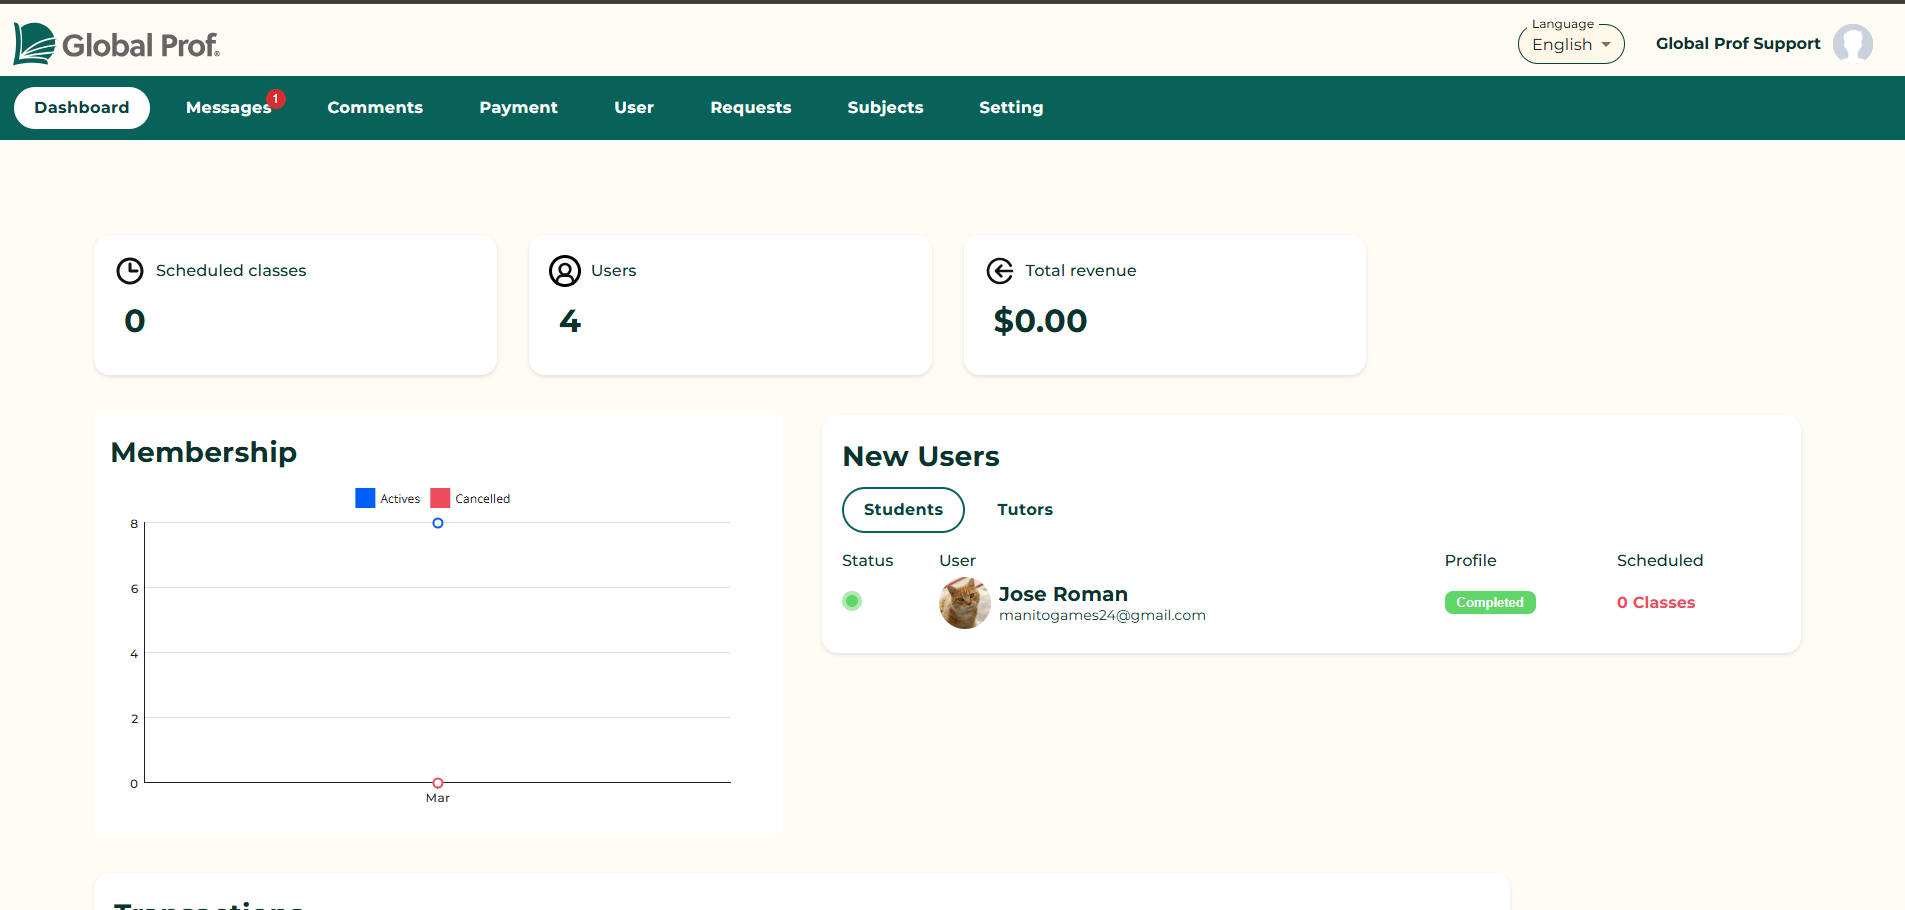 Global Prof.
Language
English
Global Prof Support
Dashboard Messages 1 Comments Payment User Requests Subjects Setting
Scheduled classes
0
Users
4
Total revenue
$0.00
Membership
Actives Cancelled
8
6
4
2
0
Mar
New Users
Students Tutors
Status User Profile Scheduled
Jose Roman
manitogames24@gmail.com
Completed
0 Classes
Transactions